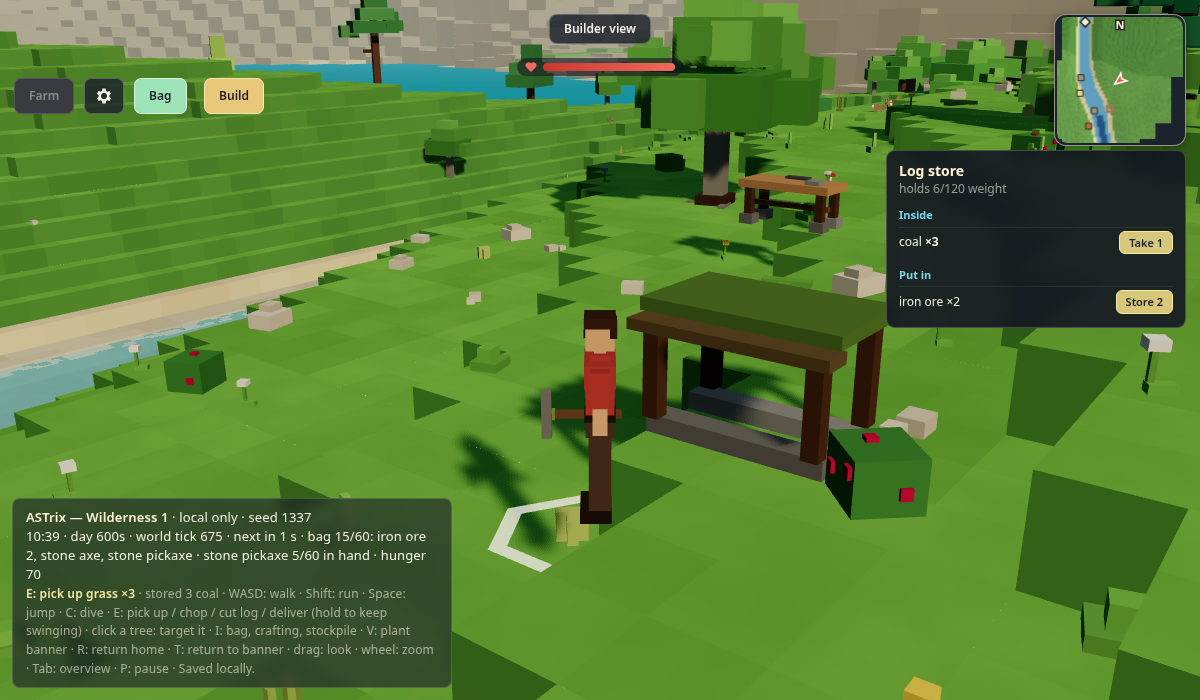 Builder view
N
Farm
Bag
Build
Log store
holds 6/120 weight
Inside
coal ×3
Take 1
Put in
iron ore ×2
Store 2
ASTrix — Wilderness 1 · local only · seed 1337
10:39 · day 600s · world tick 675 · next in 1 s · bag 15/60: iron ore
2, stone axe, stone pickaxe · stone pickaxe 5/60 in hand · hunger
70
E: pick up grass ×3 · stored 3 coal · WASD: walk · Shift: run · Space:
jump · C: dive · E: pick up / chop / cut log / deliver (hold to keep
swinging) · click a tree: target it · I: bag, crafting, stockpile · V: plant
banner · R: return home · T: return to banner · drag: look · wheel: zoom
· Tab: overview · P: pause · Saved locally.